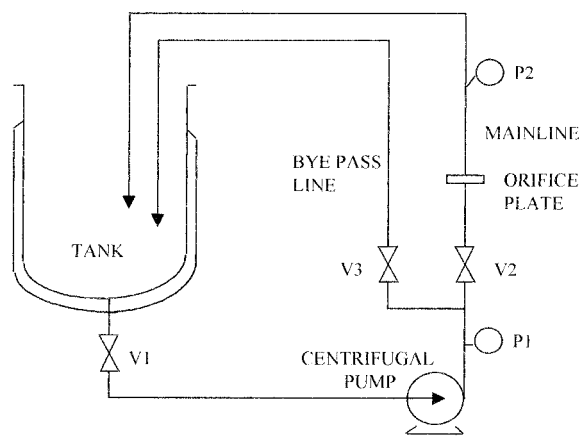 P2
MAINLINE
BYE PASS
LINE
ORIFICE
PLATE
TANK
V3
V2
V1
P1
CENTRIFUGAL
PUMP